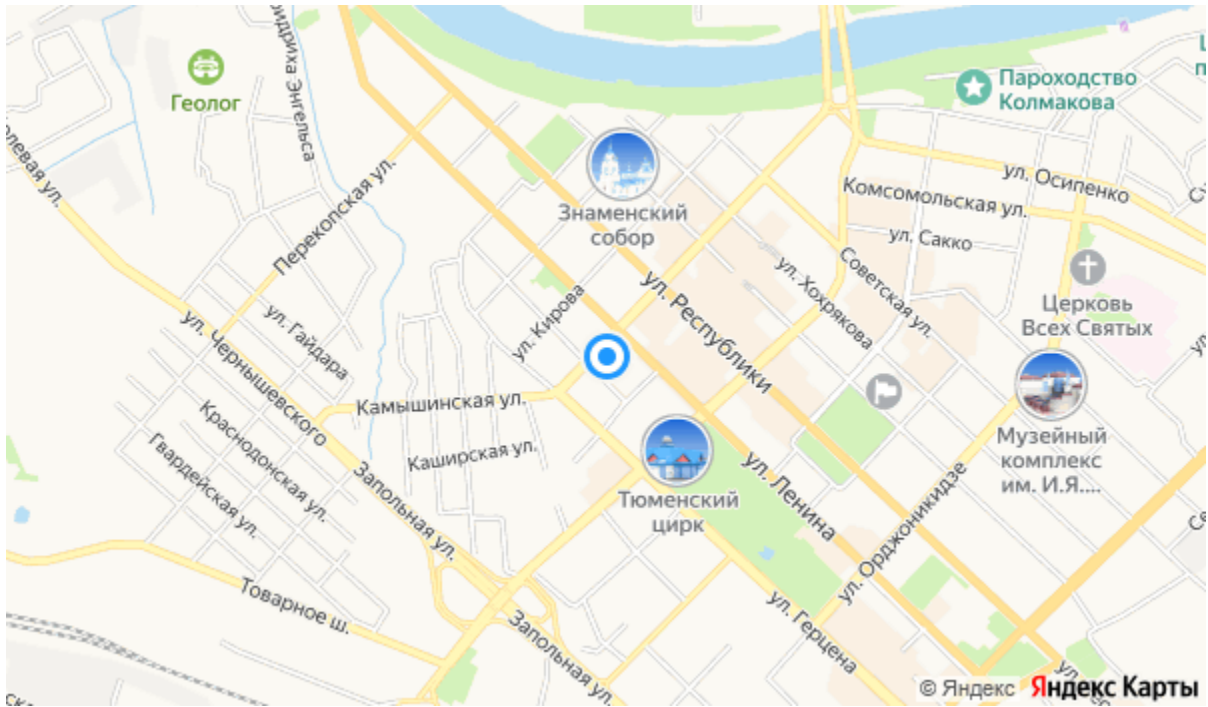 Геолог
Фридриха Энгельса
Полевая ул.
Перекопская ул.
Пароходство
Колмакова
ул. Осипенко
Комсомольская ул.
ул. Сакко
Знаменский
собор
ул. Хохрякова
Советская ул.
Церковь
Всех Святых
ул. Республики
ул. Кирова
ул. Гайдара
ул. Чернышевского
Камышинская ул.
Каширская ул.
Краснодонская ул.
Гвардейская ул.
Запольная ул.
Тюменский
цирк
ул. Ленина
Музейный
комплекс
им. И.Я....
ул. Орджоникидзе
Товарное ш.
Запольная ул.
ул. Герцена
© Яндекс Яндекс Карты